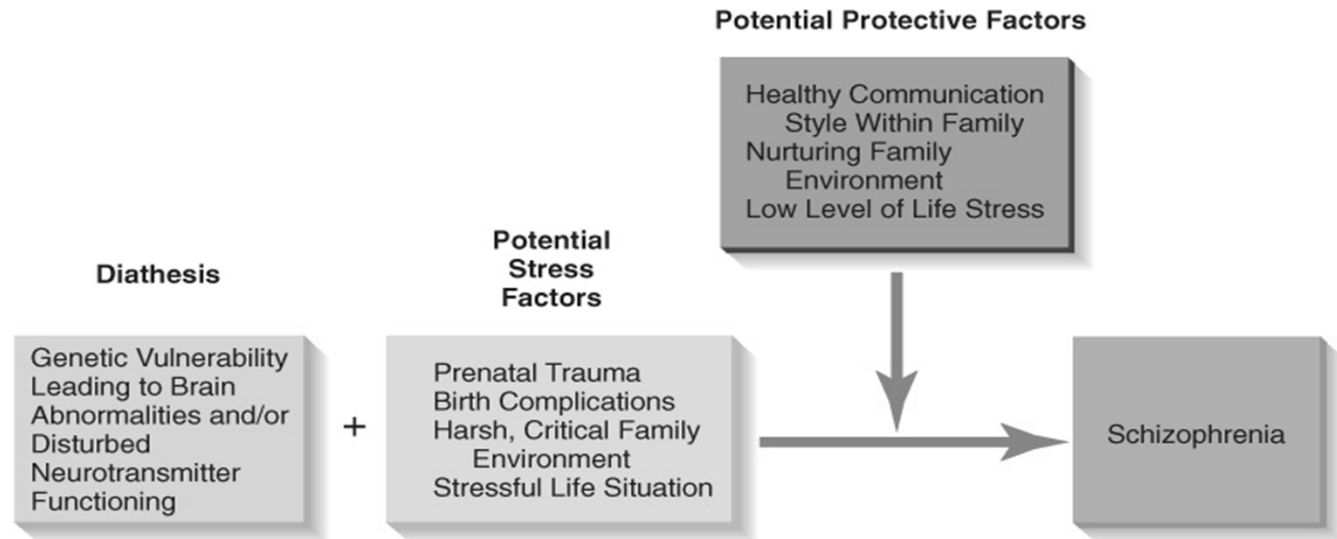 Potential Protective Factors
Healthy Communication
Style Within Family
Nurturing Family
Environment
Low Level of Life Stress
Diathesis
Genetic Vulnerability
Leading to Brain
Abnormalities and/or
Disturbed
Neurotransmitter
Functioning
+
Potential
Stress
Factors
Prenatal Trauma
Birth Complications
Harsh, Critical Family
Environment
Stressful Life Situation
Schizophrenia